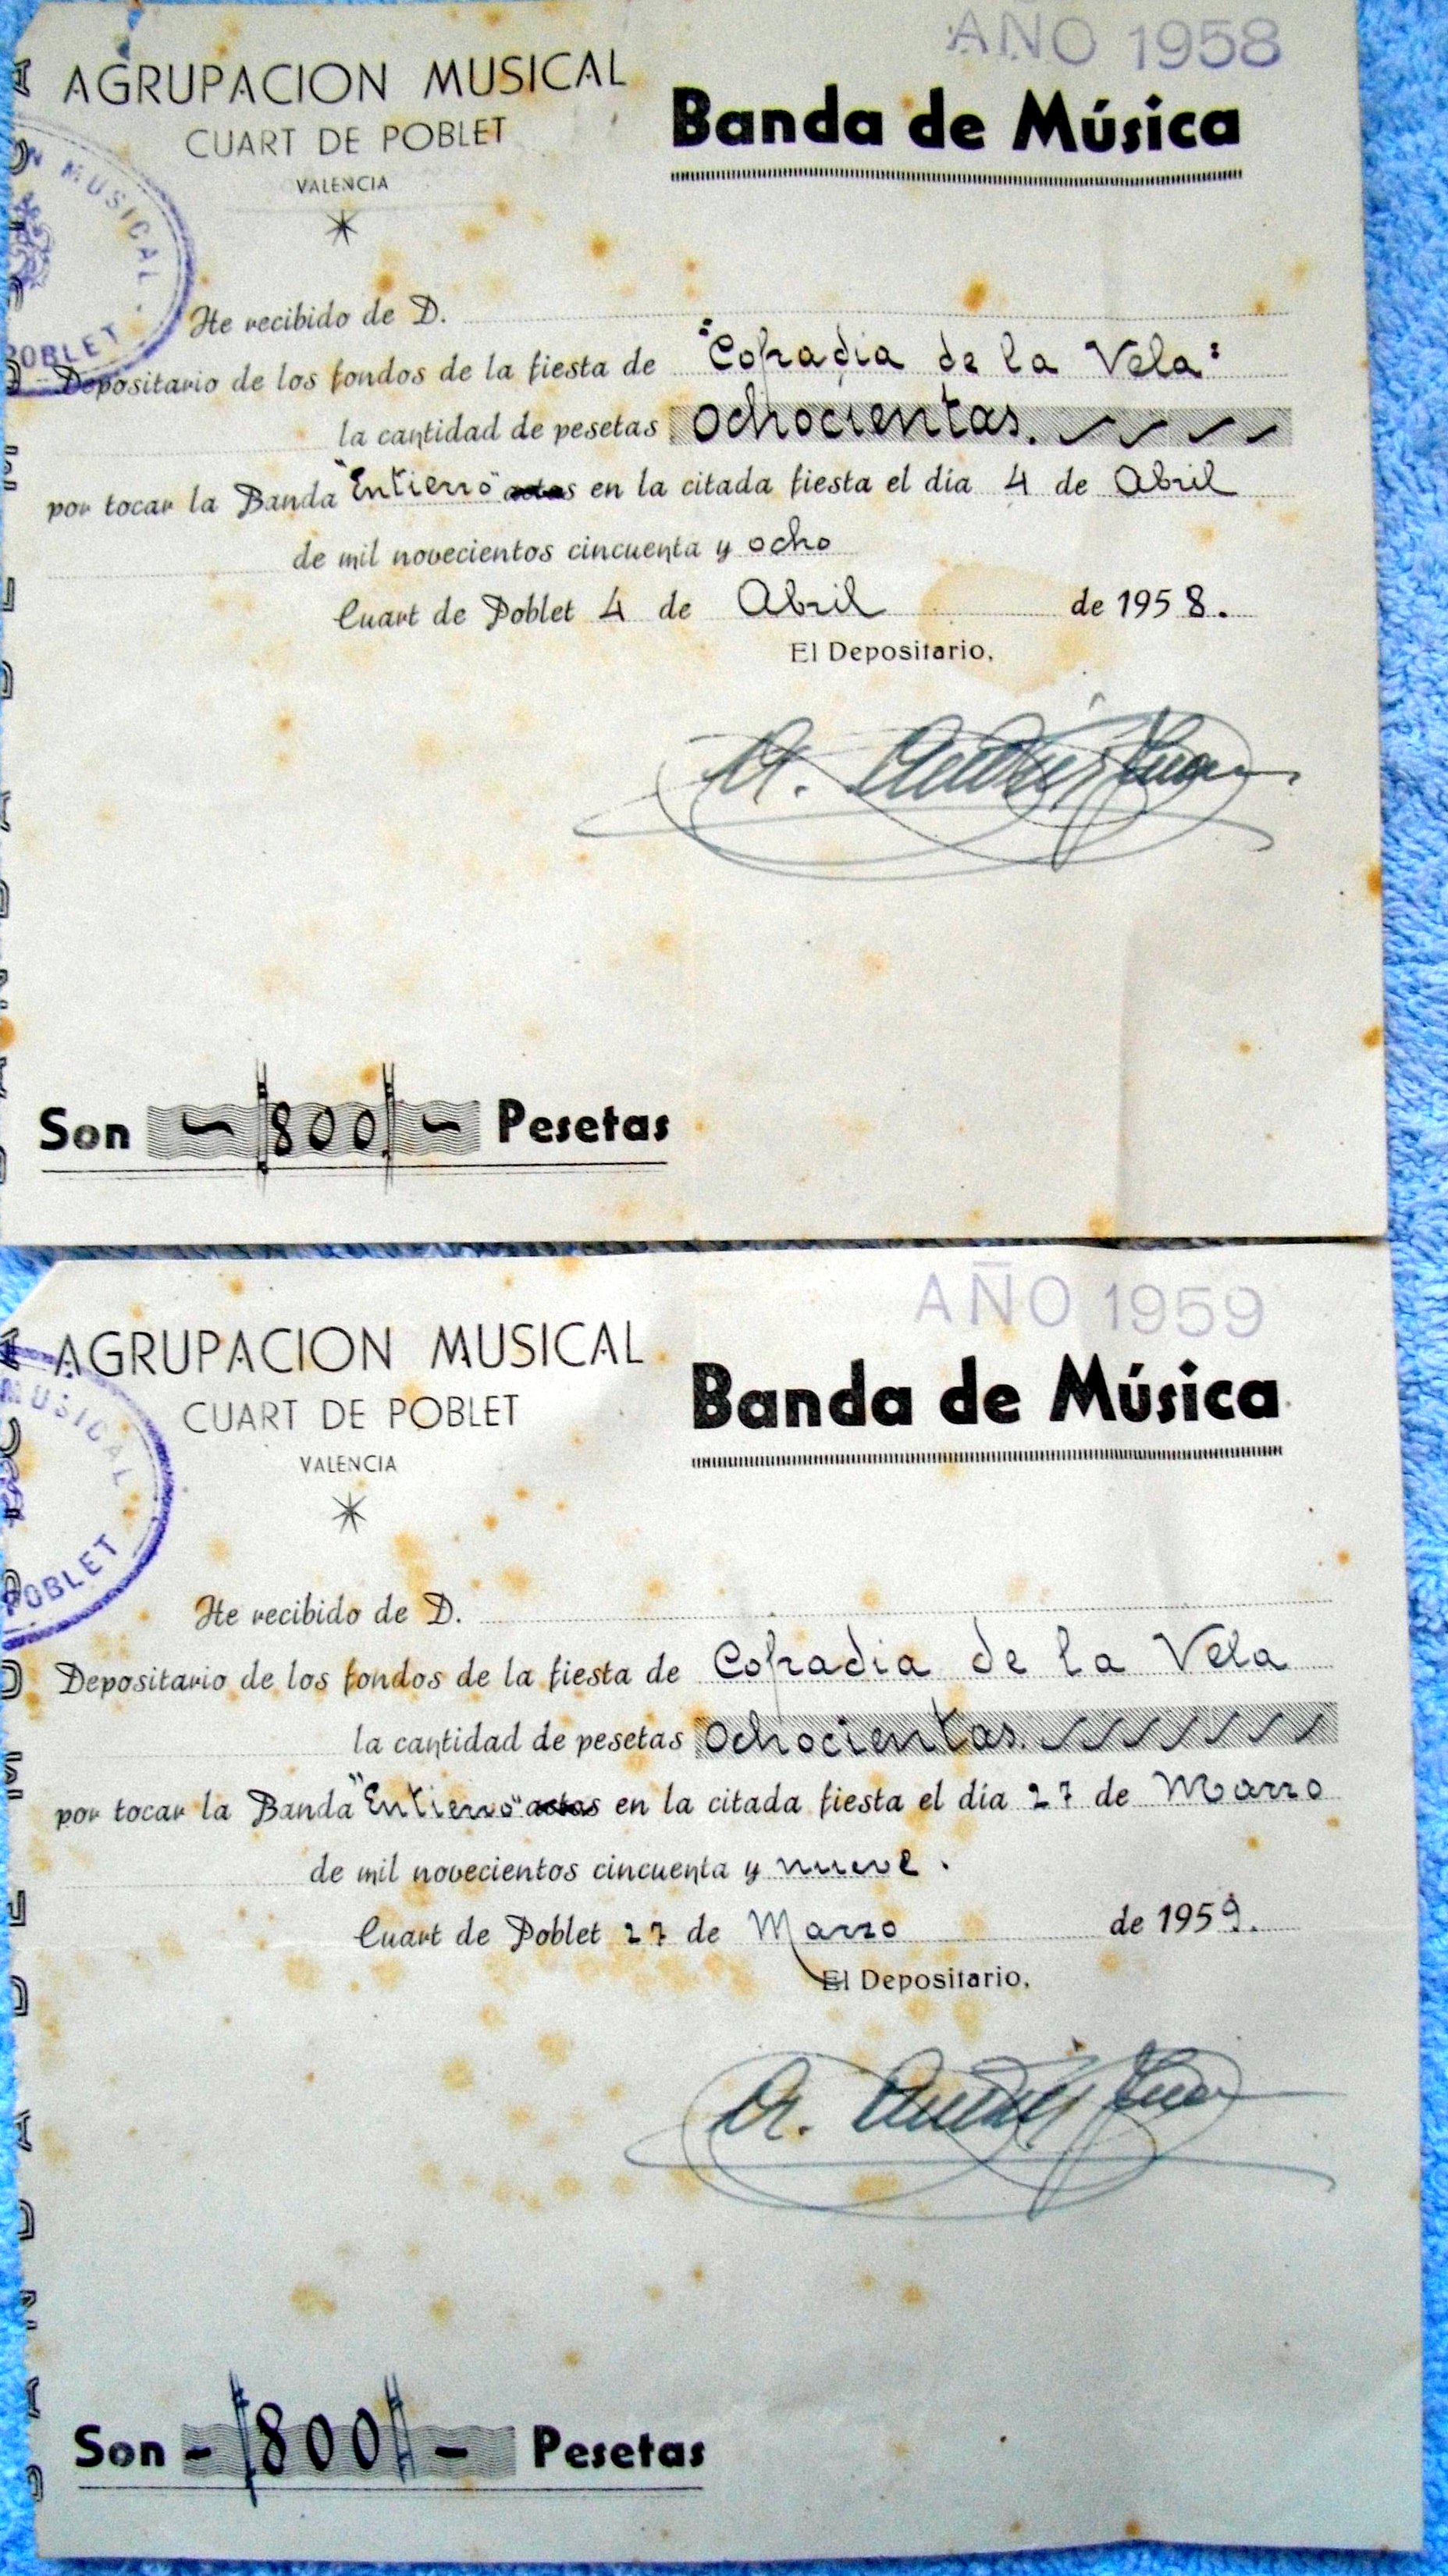 AÑO 1958
AGRUPACION MUSICAL
CUART DE POBLET
VALENCIA
Banda de Música
MUSICAL
POBLET
He recibido de D.
Depositario de los fondos de la fiesta de "Cofradia de la Vela"
la cantidad de pesetas Ochocientas.
por tocar la Banda "Entierro" actos en la citada fiesta el día 4 de Abril
de mil novecientos cincuenta y ocho
Cuart de Poblet 4 de Abril de 1958.
El Depositario,
Son 800 Pesetas
AÑO 1959
AGRUPACION MUSICAL
CUART DE POBLET
VALENCIA
Banda de Música
MUSICAL
POBLET
He recibido de D.
Depositario de los fondos de la fiesta de Cofradia de la Vela
la cantidad de pesetas Ochocientas.
por tocar la Banda "Entierro" actos en la citada fiesta el día 27 de Marzo
de mil novecientos cincuenta y nueve.
Cuart de Poblet 27 de Marzo de 1959.
El Depositario,
Son 800 Pesetas